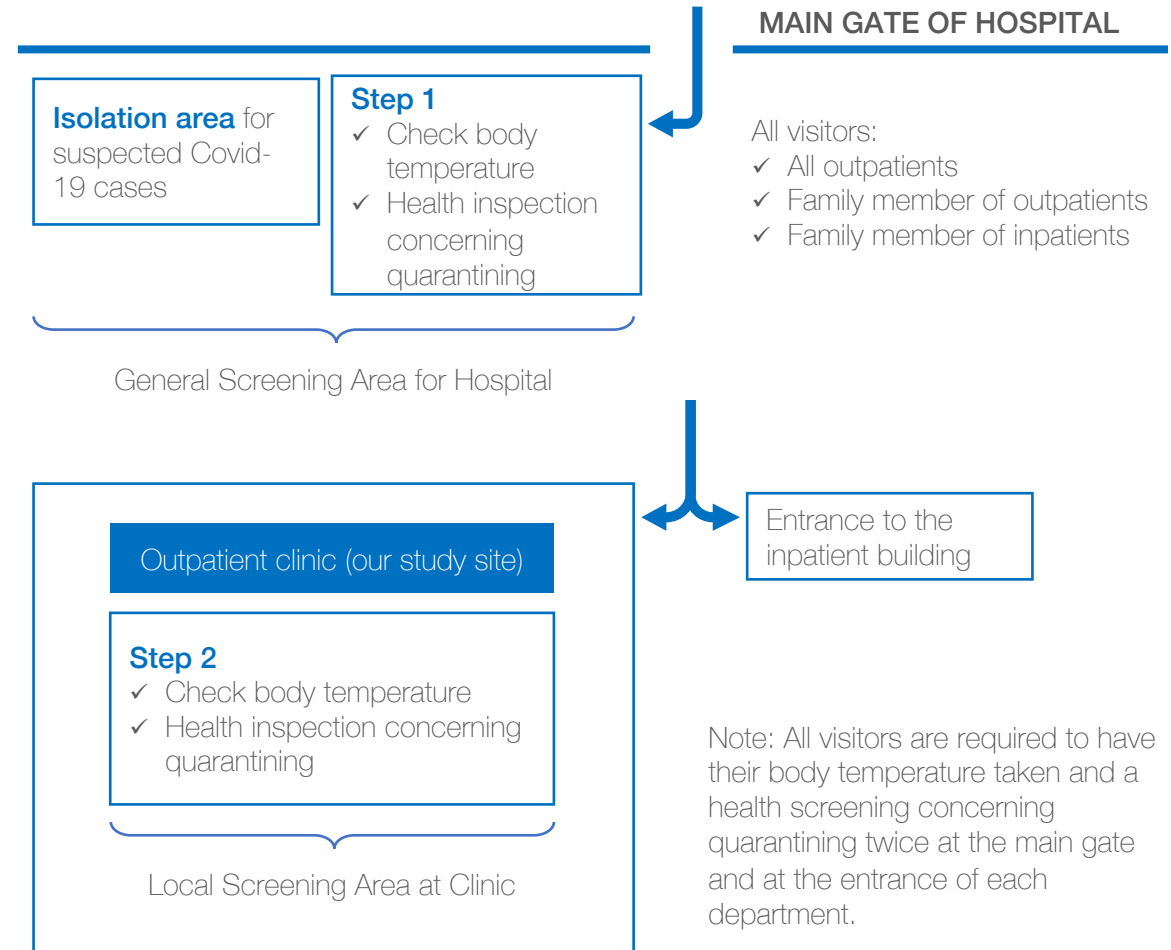 MAIN GATE OF HOSPITAL
Isolation area for
suspected Covid-
19 cases
Step 1
✓ Check body
temperature
✓ Health inspection
concerning
quarantining
All visitors:
✓ All outpatients
✓ Family member of outpatients
✓ Family member of inpatients
General Screening Area for Hospital
Outpatient clinic (our study site)
Entrance to the
inpatient building
Step 2
✓ Check body temperature
✓ Health inspection concerning
quarantining
Local Screening Area at Clinic
Note: All visitors are required to have
their body temperature taken and a
health screening concerning
quarantining twice at the main gate
and at the entrance of each
department.